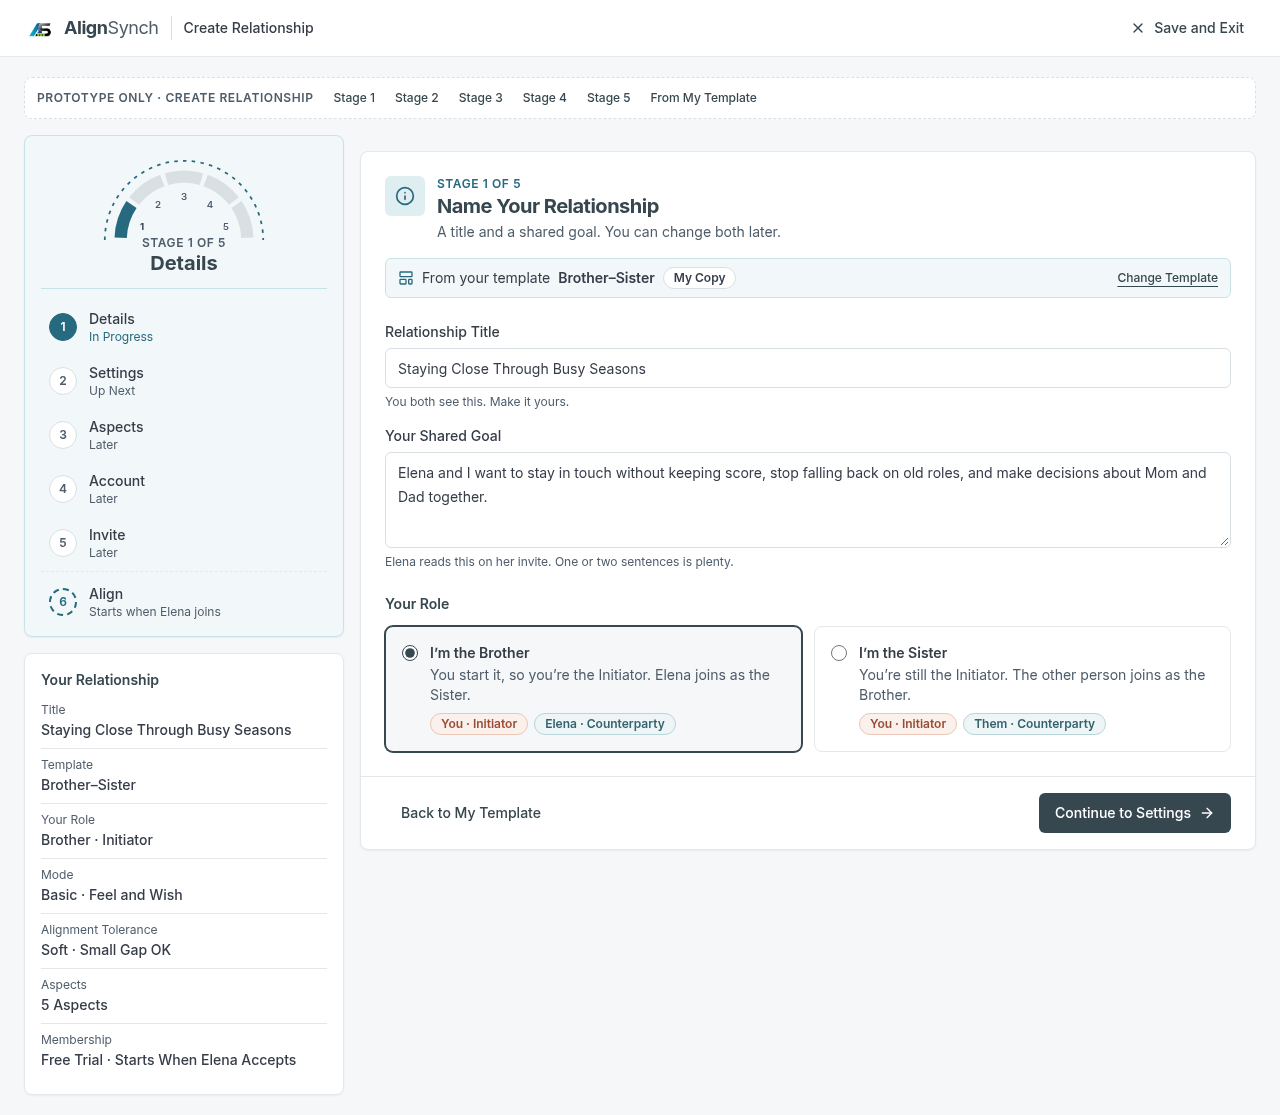 AlignSynch
Create Relationship
Save and Exit
PROTOTYPE ONLY · CREATE RELATIONSHIP
Stage 1
Stage 2
Stage 3
Stage 4
Stage 5
From My Template
1
2
3
4
5
STAGE 1 OF 5
Details
1
Details
In Progress
2
Settings
Up Next
3
Aspects
Later
4
Account
Later
5
Invite
Later
6
Align
Starts when Elena joins
Your Relationship
Title
Staying Close Through Busy Seasons
Template
Brother–Sister
Your Role
Brother · Initiator
Mode
Basic · Feel and Wish
Alignment Tolerance
Soft · Small Gap OK
Aspects
5 Aspects
Membership
Free Trial · Starts When Elena Accepts
STAGE 1 OF 5
Name Your Relationship
A title and a shared goal. You can change both later.
From your template Brother–Sister My Copy
Change Template
Relationship Title
Staying Close Through Busy Seasons
You both see this. Make it yours.
Your Shared Goal
Elena and I want to stay in touch without keeping score, stop falling back on old roles, and make decisions about Mom and
Dad together.
Elena reads this on her invite. One or two sentences is plenty.
Your Role
I’m the Brother
You start it, so you’re the Initiator. Elena joins as the
Sister.
You · Initiator
Elena · Counterparty
I’m the Sister
You’re still the Initiator. The other person joins as the
Brother.
You · Initiator
Them · Counterparty
Back to My Template
Continue to Settings